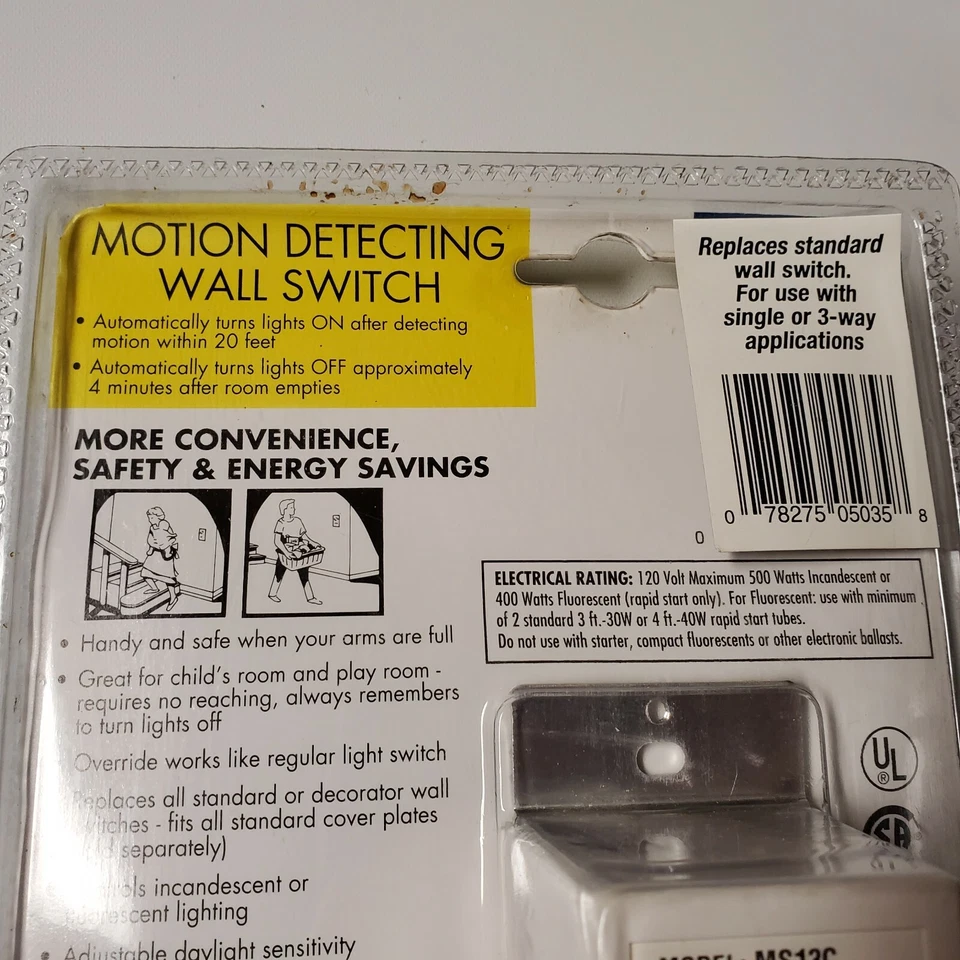 MOTION DETECTING
WALL SWITCH
• Automatically turns lights ON after detecting
motion within 20 feet
• Automatically turns lights OFF approximately
4 minutes after room empties
MORE CONVENIENCE,
SAFETY & ENERGY SAVINGS
• Handy and safe when your arms are full
• Great for child's room and play room -
requires no reaching, always remembers
to turn lights off
Override works like regular light switch
Replaces all standard or decorator wall
switches - fits all standard cover plates
separately)
Controls incandescent or
fluorescent lighting
• Adjustable daylight sensitivity
Replaces standard
wall switch.
For use with
single or 3-way
applications
0 78275 05035 8
0
ELECTRICAL RATING: 120 Volt Maximum 500 Watts Incandescent or
400 Watts Fluorescent (rapid start only). For Fluorescent: use with minimum
of 2 standard 3 ft.-30W or 4 ft.-40W rapid start tubes.
Do not use with starter, compact fluorescents or other electronic ballasts.
UL
®
MODEL: MS13C